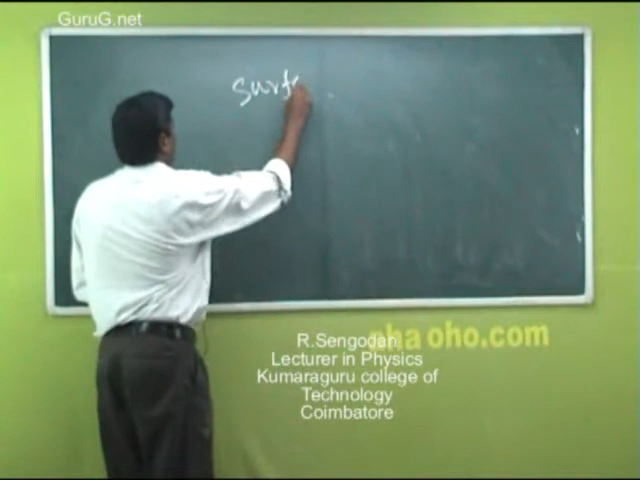 GuruG.net
surf
aha oho.com
R.Sengodan
Lecturer in Physics
Kumaraguru college of
Technology
Coimbatore